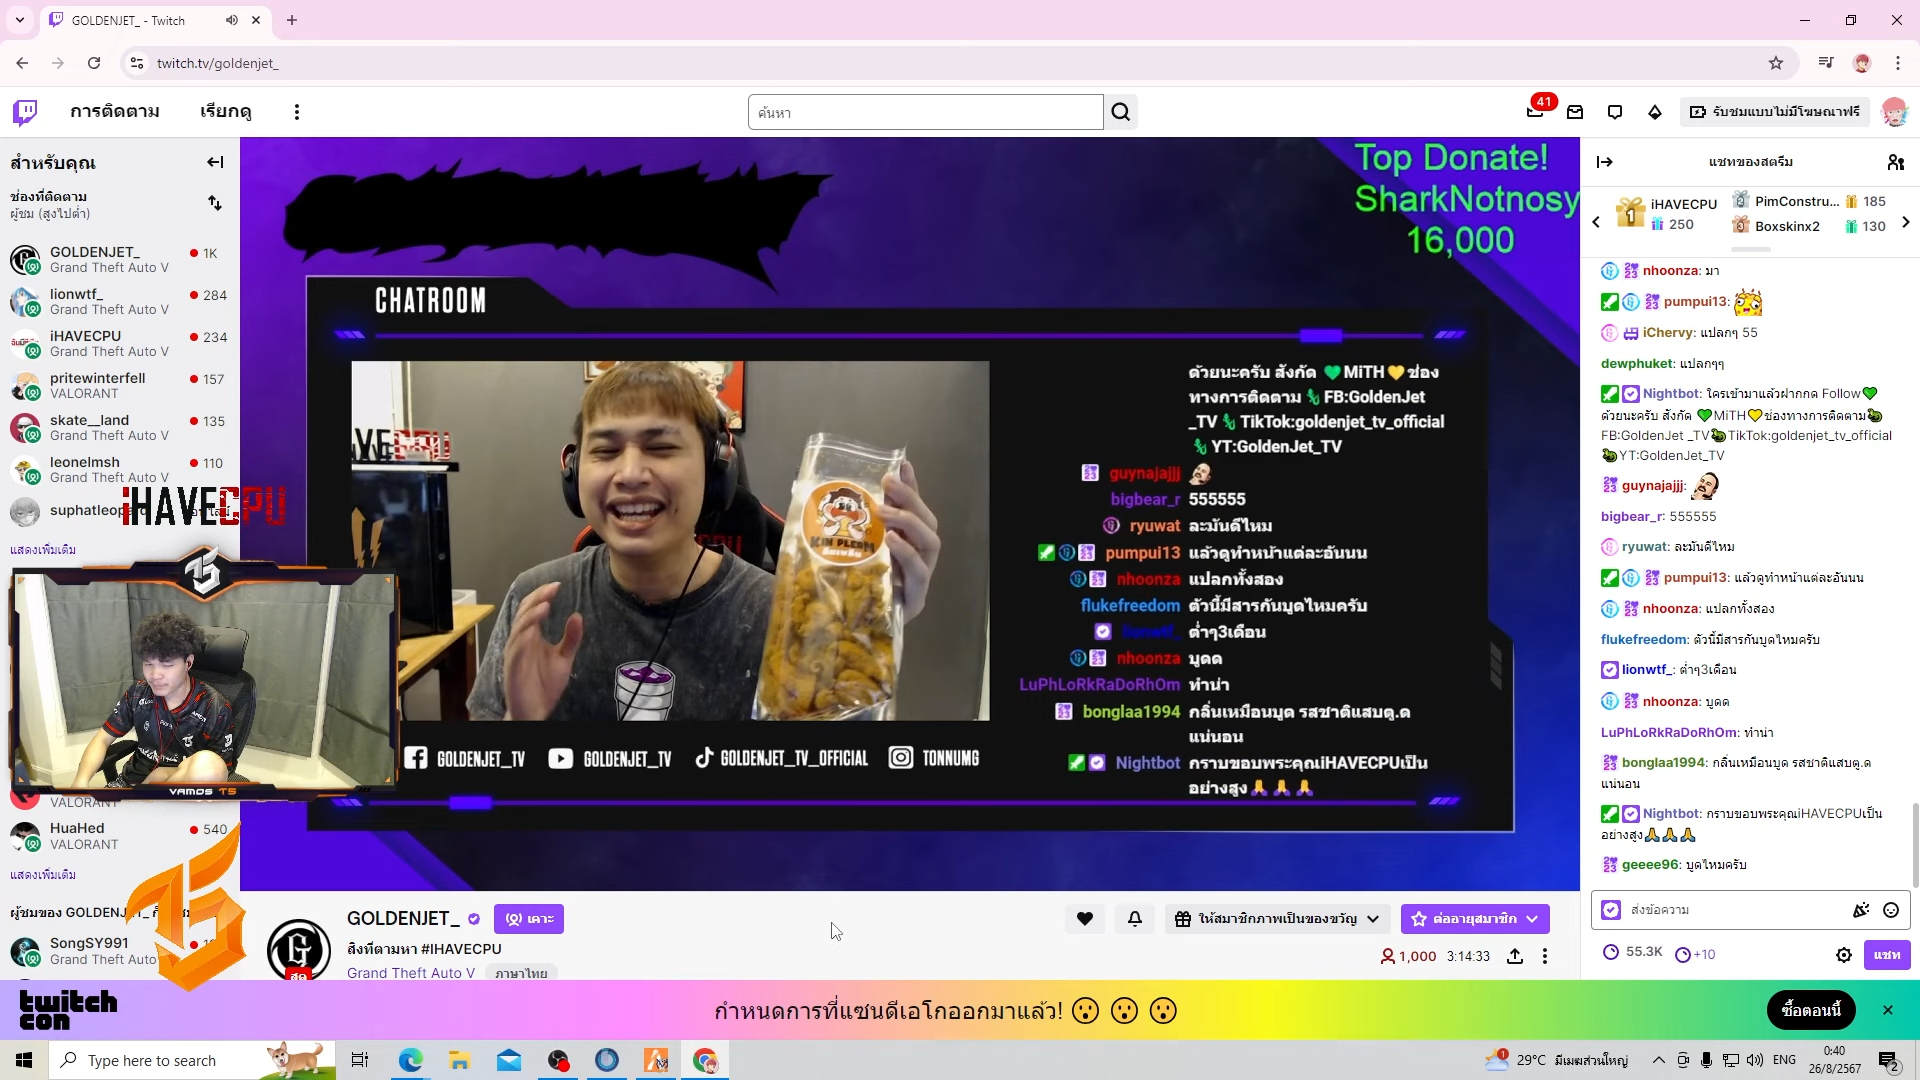 GOLDENJET_ - Twitch
twitch.tv/goldenjet_
การติดตาม
เรียกดู
ค้นหา
41
รับชมแบบไม่มีโฆษณาฟรี
สำหรับคุณ
ช่องที่ติดตาม
ผู้ชม (สูงไปต่ำ)
GOLDENJET_ 1K
Grand Theft Auto V
lionwtf_ 284
Grand Theft Auto V
iHAVECPU 234
Grand Theft Auto V
pritewinterfell 157
VALORANT
skate__land 135
Grand Theft Auto V
leonelmsh 110
Grand Theft Auto V
iHAVECPU
แสดงเพิ่มเติม
VAMOS T5
VALORANT
HuaHed 540
VALORANT
แสดงเพิ่มเติม
ผู้ชมของ
SongSY991
Grand Theft Auto
Top Donate!
SharkNotnosy
16,000
CHATROOM
KIN PLERN
ด้วยนะครับ สังกัด 💚MiTH💛ช่อง
ทางการติดตาม🐍FB:GoldenJet
_TV🐍TikTok:goldenjet_tv_official
🐍YT:GoldenJet_TV
guynajajjj
bigbear_r 555555
ryuwat ละมันดีไหม
pumpui13 แล้วดูทำหน้าแต่ละอันนน
nhoonza แปลกทั้งสอง
flukefreedom ตัวนี้มีสารกันบูดไหมครับ
lionwtf_ ต่ำๆ3เดือน
nhoonza บูดด
LuPhLoRkRaDoRhOm ทำน่า
bonglaa1994 กลิ่นเหมือนบูด รสชาติแสบตู.ด
แน่นอน
Nightbot กราบขอบพระคุณiHAVECPUเป็น
อย่างสูง🙏🙏🙏
GOLDENJET_TV GOLDENJET_TV GOLDENJET_TV_OFFICIAL TONNUMG
GOLDENJET_ เคาะ
สิ่งที่ตามหา #IHAVECPU
Grand Theft Auto V ภาษาไทย
สด
ให้สมาชิกภาพเป็นของขวัญ
ต่ออายุสมาชิก
1,000 3:14:33
แชทของสตรีม
iHAVECPU
250
PimConstru... 185
Boxskinx2 130
nhoonza: มา
pumpui13:
iChervy: แปลกๆ 55
dewphuket: แปลกๆๆ
Nightbot: ใครเข้ามาแล้วฝากกด Follow💚
ด้วยนะครับ สังกัด 💚MiTH💛ช่องทางการติดตาม🐍
FB:GoldenJet _TV🐍TikTok:goldenjet_tv_official
🐍YT:GoldenJet_TV
guynajajjj:
bigbear_r: 555555
ryuwat: ละมันดีไหม
pumpui13: แล้วดูทำหน้าแต่ละอันนน
nhoonza: แปลกทั้งสอง
flukefreedom: ตัวนี้มีสารกันบูดไหมครับ
lionwtf_: ต่ำๆ3เดือน
nhoonza: บูดด
LuPhLoRkRaDoRhOm: ทำน่า
bonglaa1994: กลิ่นเหมือนบูด รสชาติแสบตู.ด
แน่นอน
Nightbot: กราบขอบพระคุณiHAVECPUเป็น
อย่างสูง🙏🙏🙏
geeee96: บูดไหมครับ
ส่งข้อความ
55.3K +10
แชท
twitch
con
กำหนดการที่แซนดีเอโกออกมาแล้ว! 😮 😮 😮
ซื้อตอนนี้
Type here to search
1
29°C มีเมฆส่วนใหญ่
ENG
0:40
26/8/2567
2